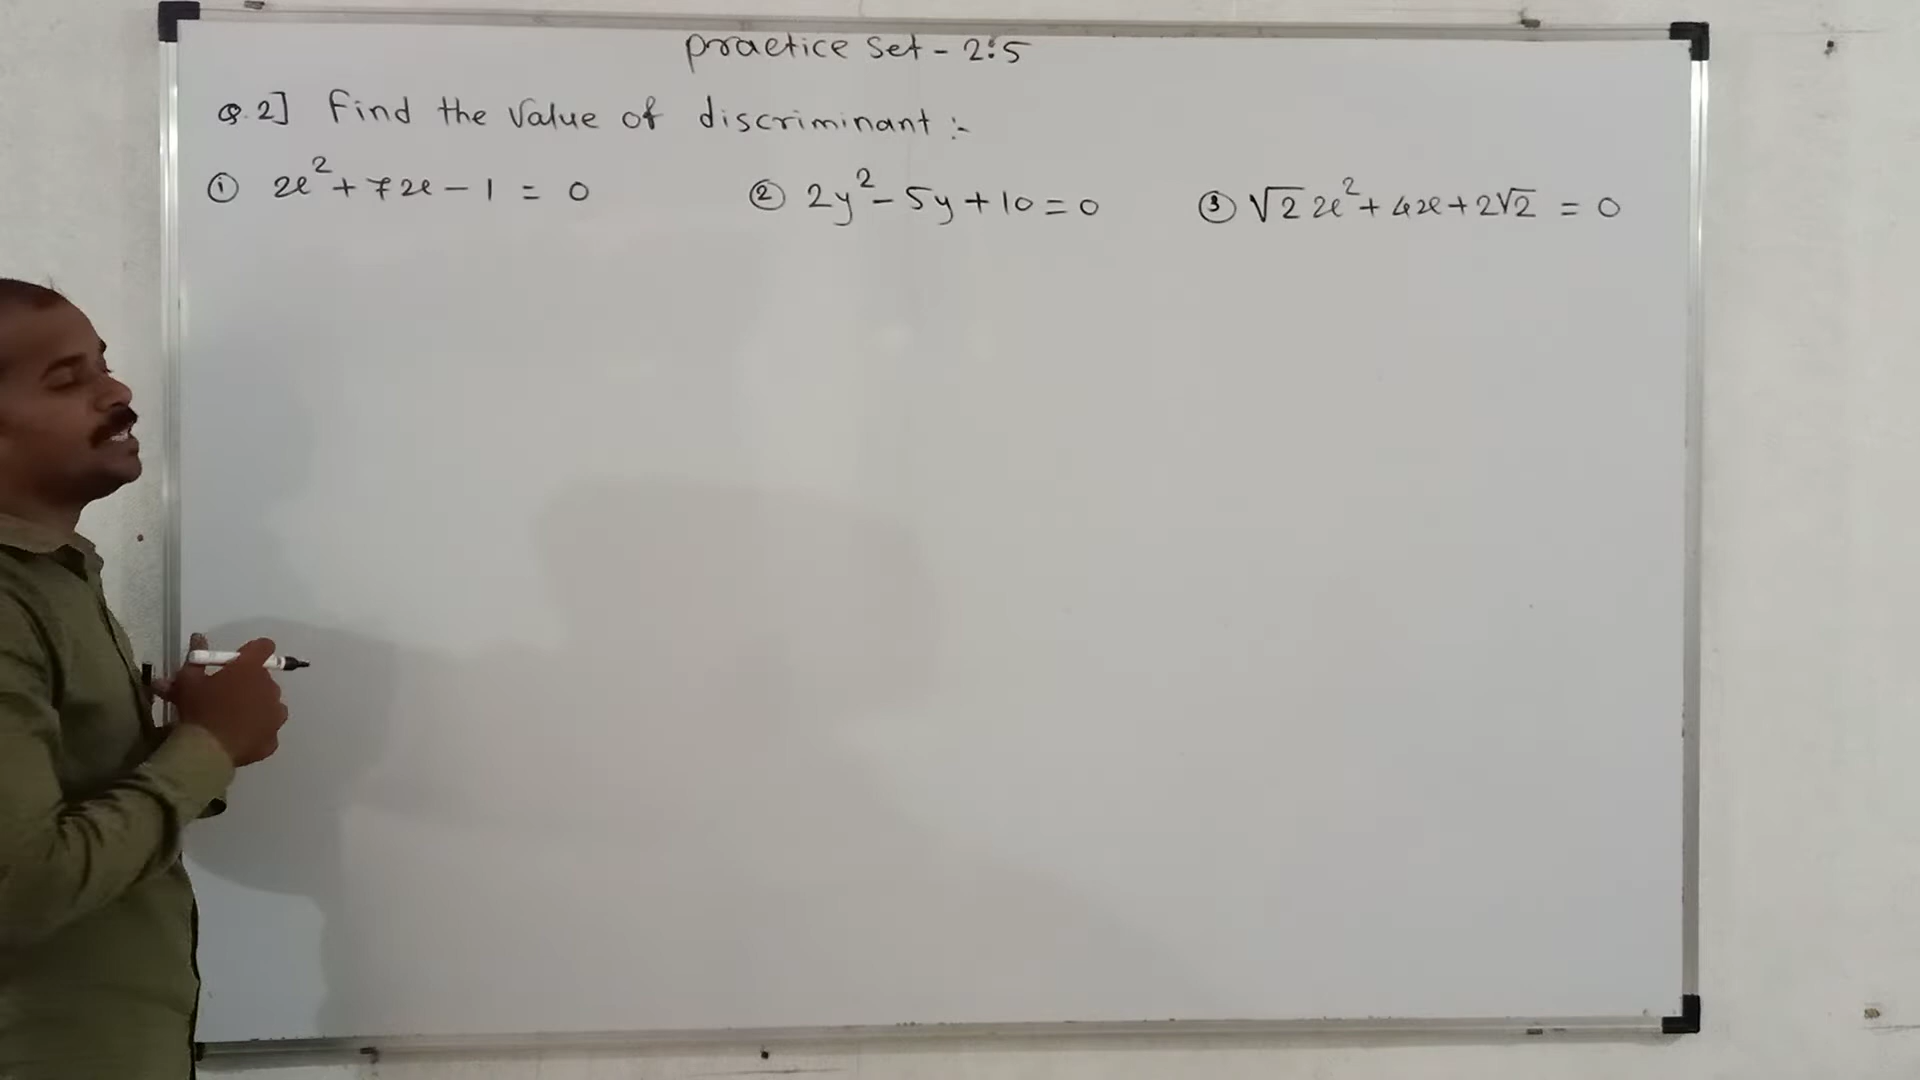 practice set - 2:5
Q.2] Find the value of discriminant :-
① x² + 7x - 1 = 0 ② 2y² - 5y + 10 = 0 ③ √2 x² + 4x + 2√2 = 0